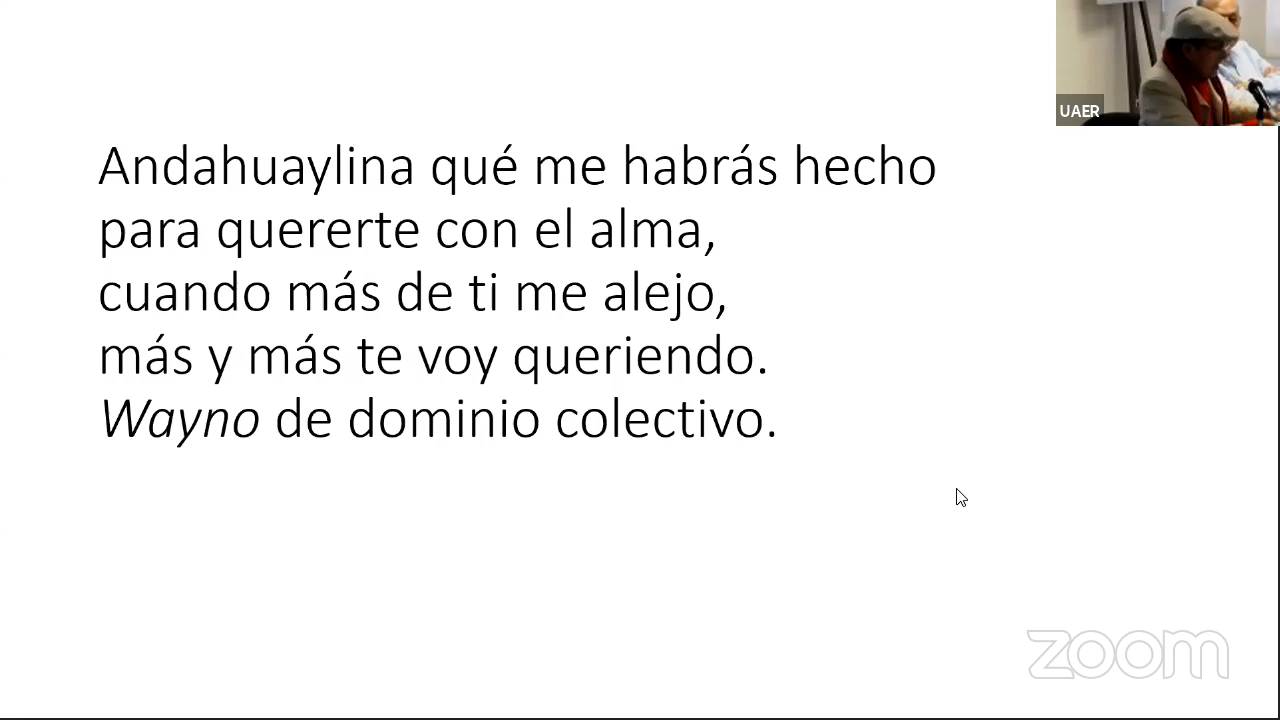 UAER
Andahuaylina qué me habrás hecho
para quererte con el alma,
cuando más de ti me alejo,
más y más te voy queriendo.
Wayno de dominio colectivo.
zoom